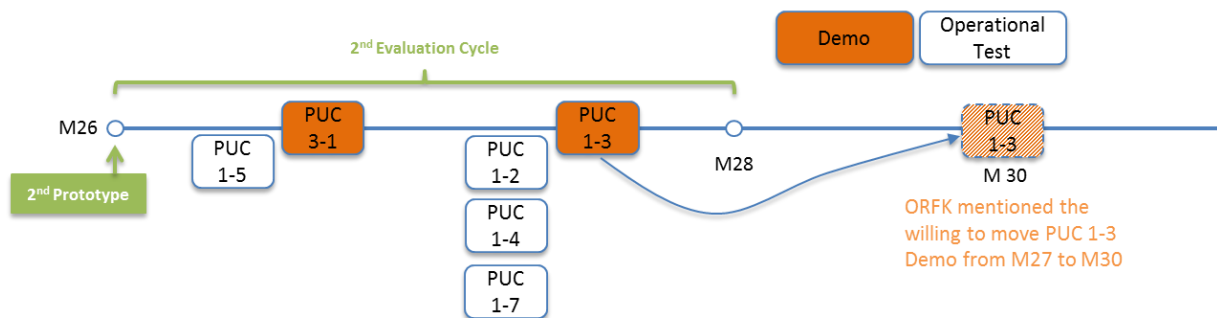 Demo
Operational
Test
2nd Evaluation Cycle
M26
PUC
3-1
PUC
1-3
M28
PUC
1-3
M 30
PUC
1-5
PUC
1-2
PUC
1-4
PUC
1-7
2nd Prototype
ORFK mentioned the
willing to move PUC 1-3
Demo from M27 to M30